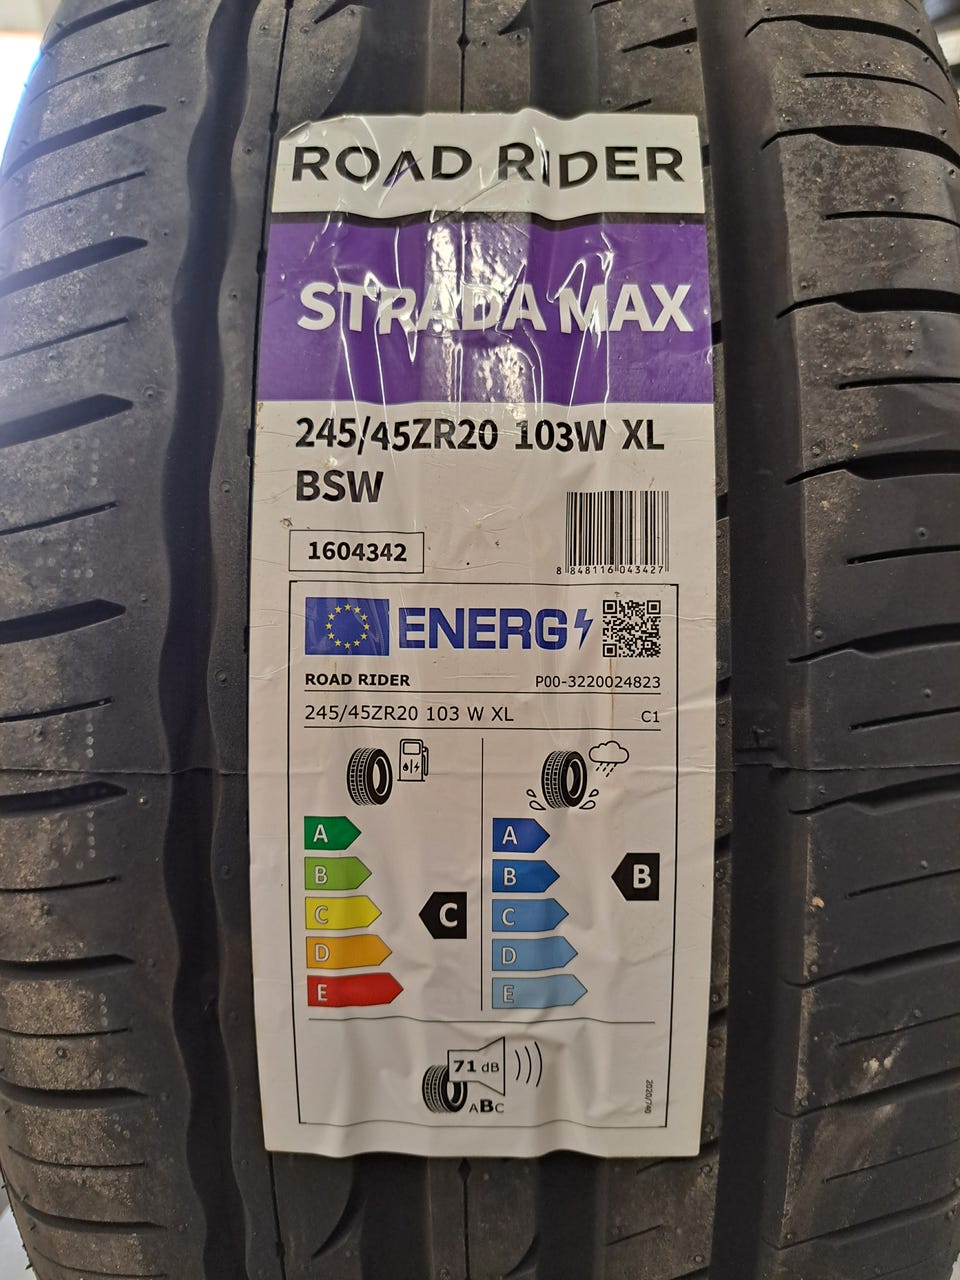 ROAD RIDER
STRADA MAX
245/45ZR20 103W XL
BSW
1604342
8 848116 043427
ENERG
ROAD RIDER P00-3220024823
245/45ZR20 103 W XL C1
A A
B B B
C C C
D D
E E
71 dB
ABC
2020/740